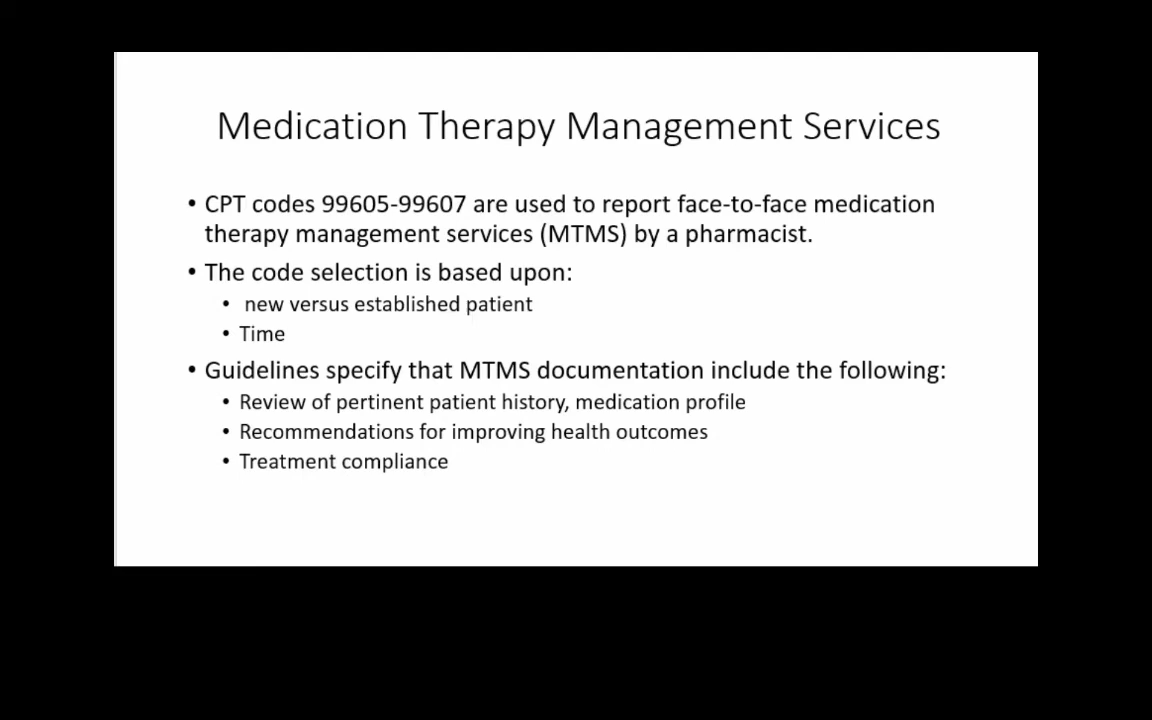 Medication Therapy Management Services
• CPT codes 99605-99607 are used to report face-to-face medication
therapy management services (MTMS) by a pharmacist.
• The code selection is based upon:
• new versus established patient
• Time
• Guidelines specify that MTMS documentation include the following:
• Review of pertinent patient history, medication profile
• Recommendations for improving health outcomes
• Treatment compliance